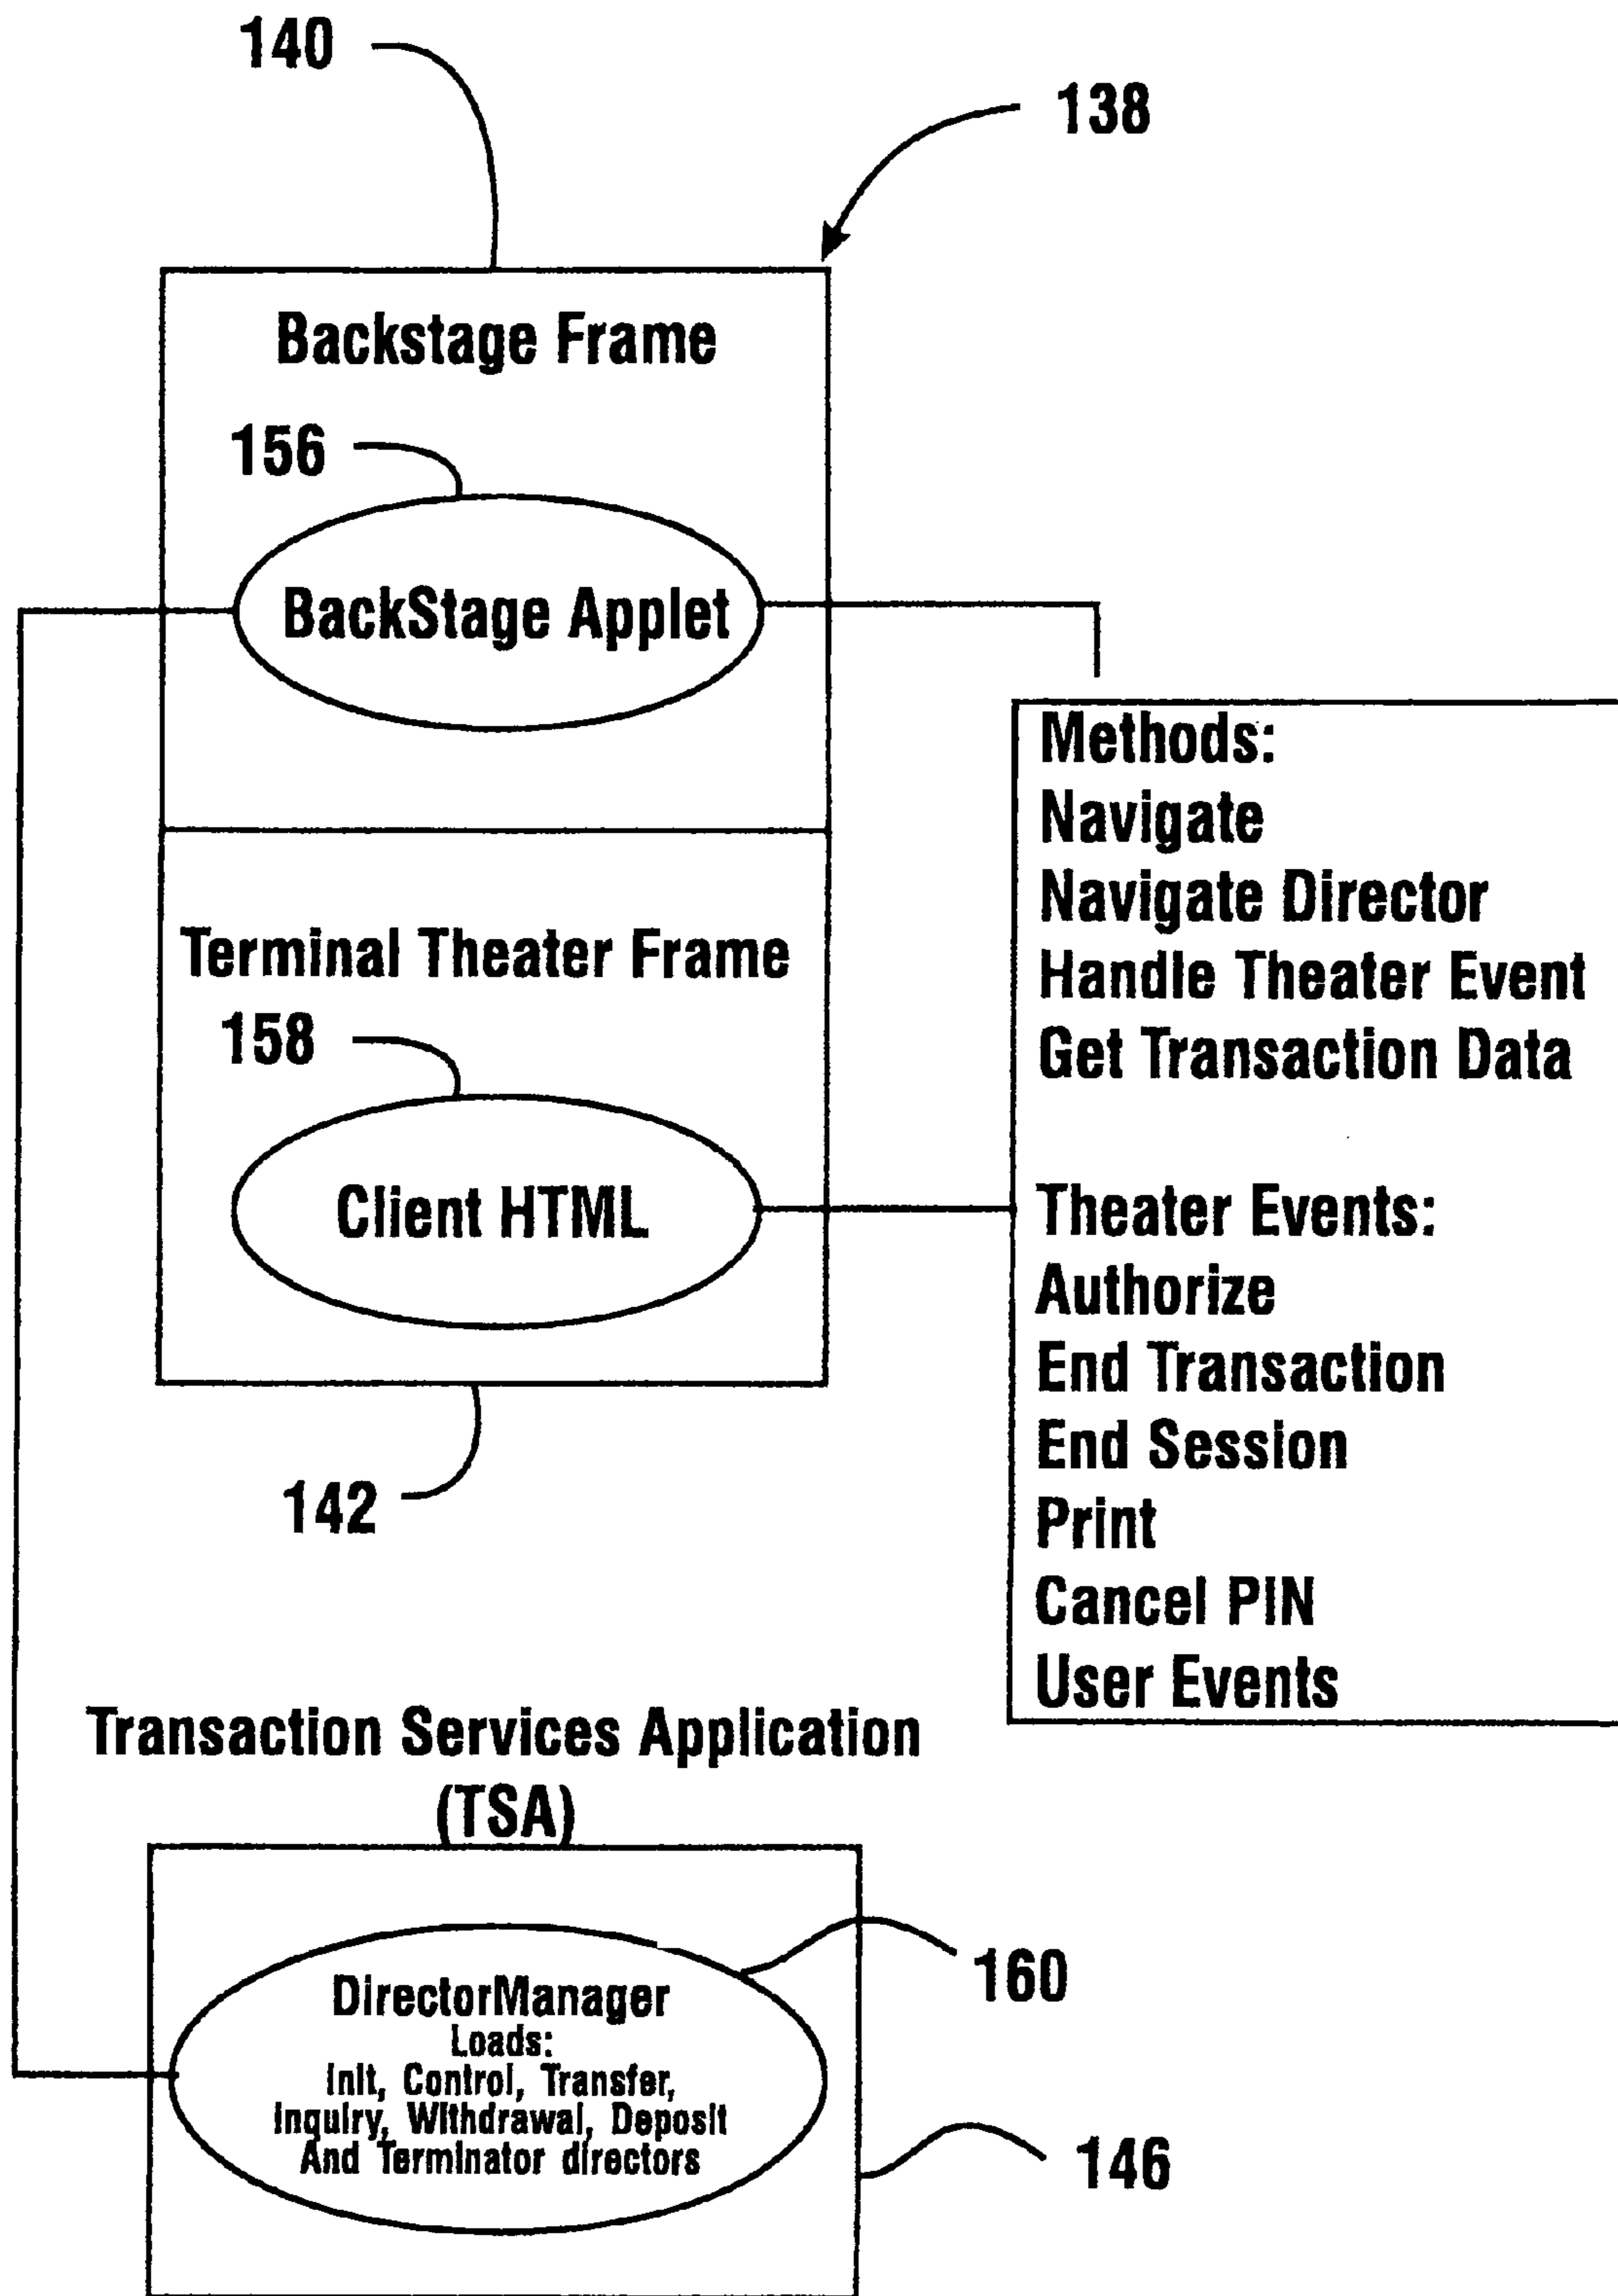 140
138
Backstage Frame
156
BackStage Applet
Methods:
Navigate
Navigate Director
Handle Theater Event
Get Transaction Data
Terminal Theater Frame
158
Client HTML
Theater Events:
Authorize
End Transaction
End Session
Print
Cancel PIN
User Events
142
Transaction Services Application
(TSA)
160
DirectorManager
Loads:
Init, Control, Transfer,
Inquiry, Withdrawal, Deposit
And Terminator directors
146